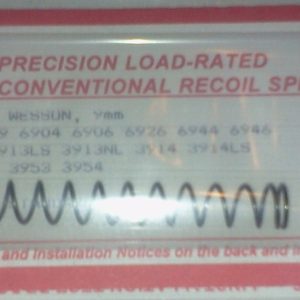 PRECISION LOAD-RATED
CONVENTIONAL RECOIL SP
WESSON, 9mm
9 6904 6906 6926 6944 6946
913LS 3913NL 3914 3914LS
3953 3954
and Installation Notices on the back and